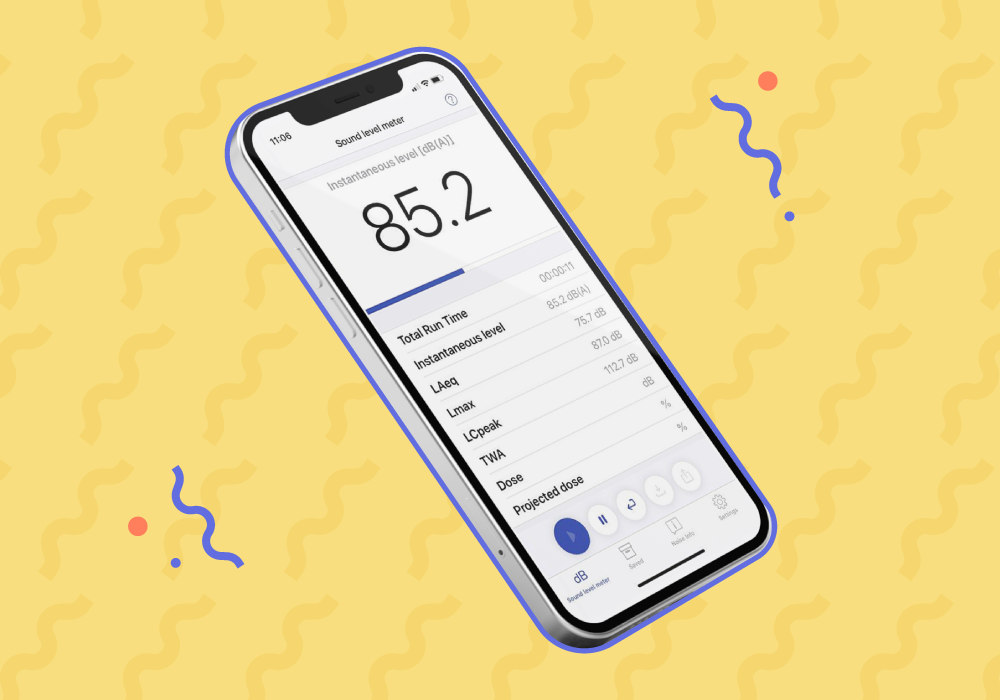 11:06
Sound level meter
Instantaneous level [dB(A)]
85.2
Total Run Time 00:00:11
Instantaneous level 85.2 dB(A)
LAeq 75.7 dB
Lmax 87.0 dB
LCpeak 112.7 dB
TWA dB
Dose %
Projected dose %
dB
Sound level meter
Saved
Noise Info
Settings